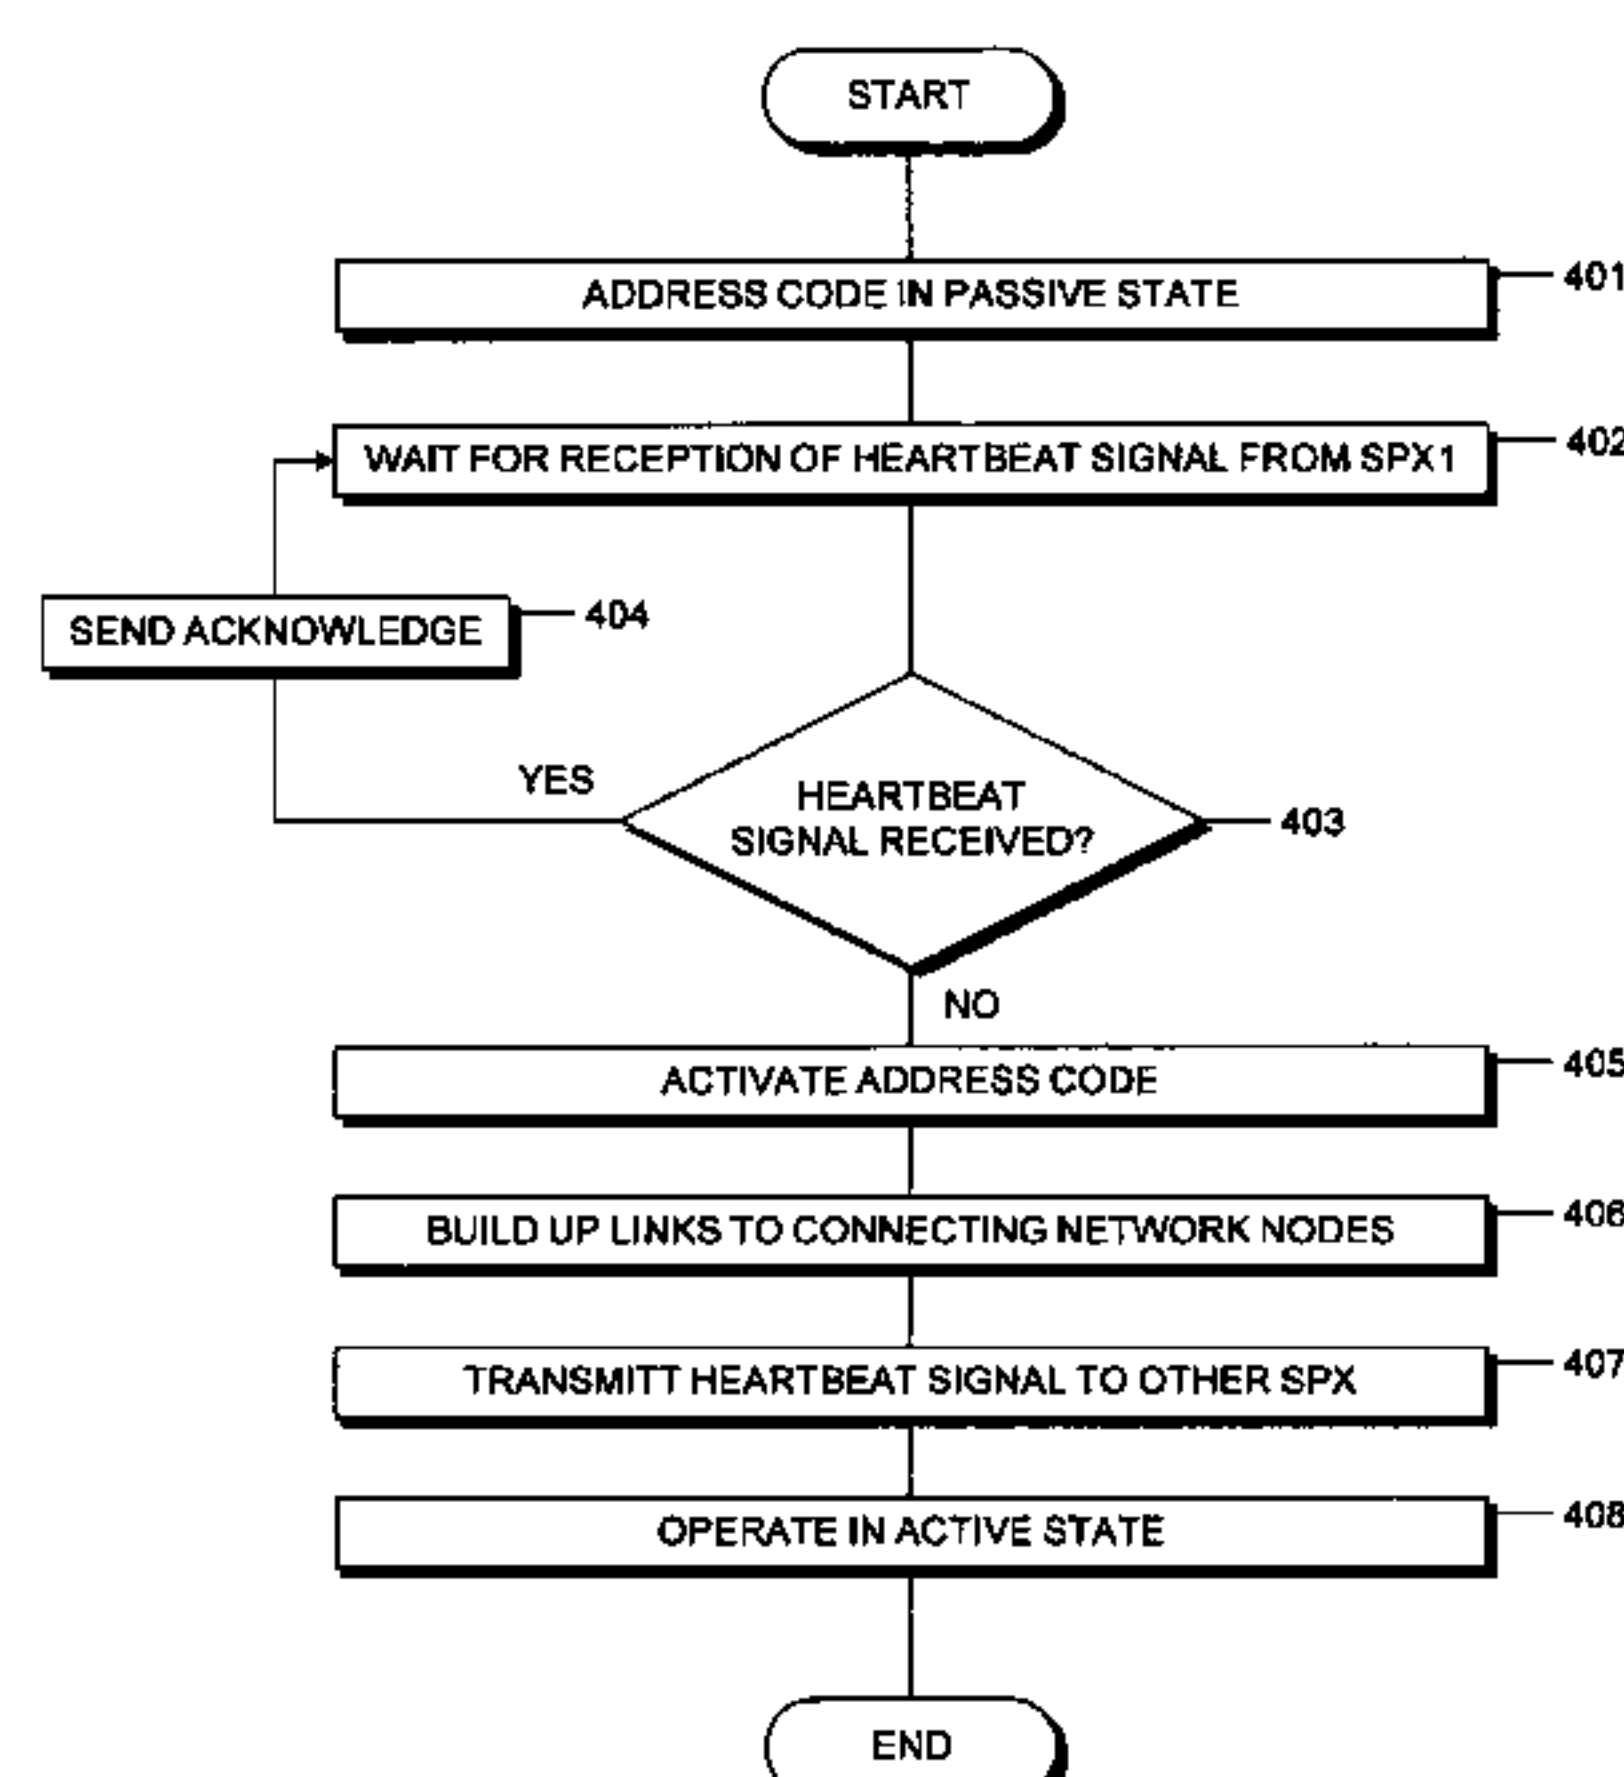 START
ADDRESS CODE IN PASSIVE STATE
401
WAIT FOR RECEPTION OF HEARTBEAT SIGNAL FROM SPX1
402
SEND ACKNOWLEDGE
404
YES
HEARTBEAT
SIGNAL RECEIVED?
403
NO
ACTIVATE ADDRESS CODE
405
BUILD UP LINKS TO CONNECTING NETWORK NODES
406
TRANSMITT HEARTBEAT SIGNAL TO OTHER SPX
407
OPERATE IN ACTIVE STATE
408
END